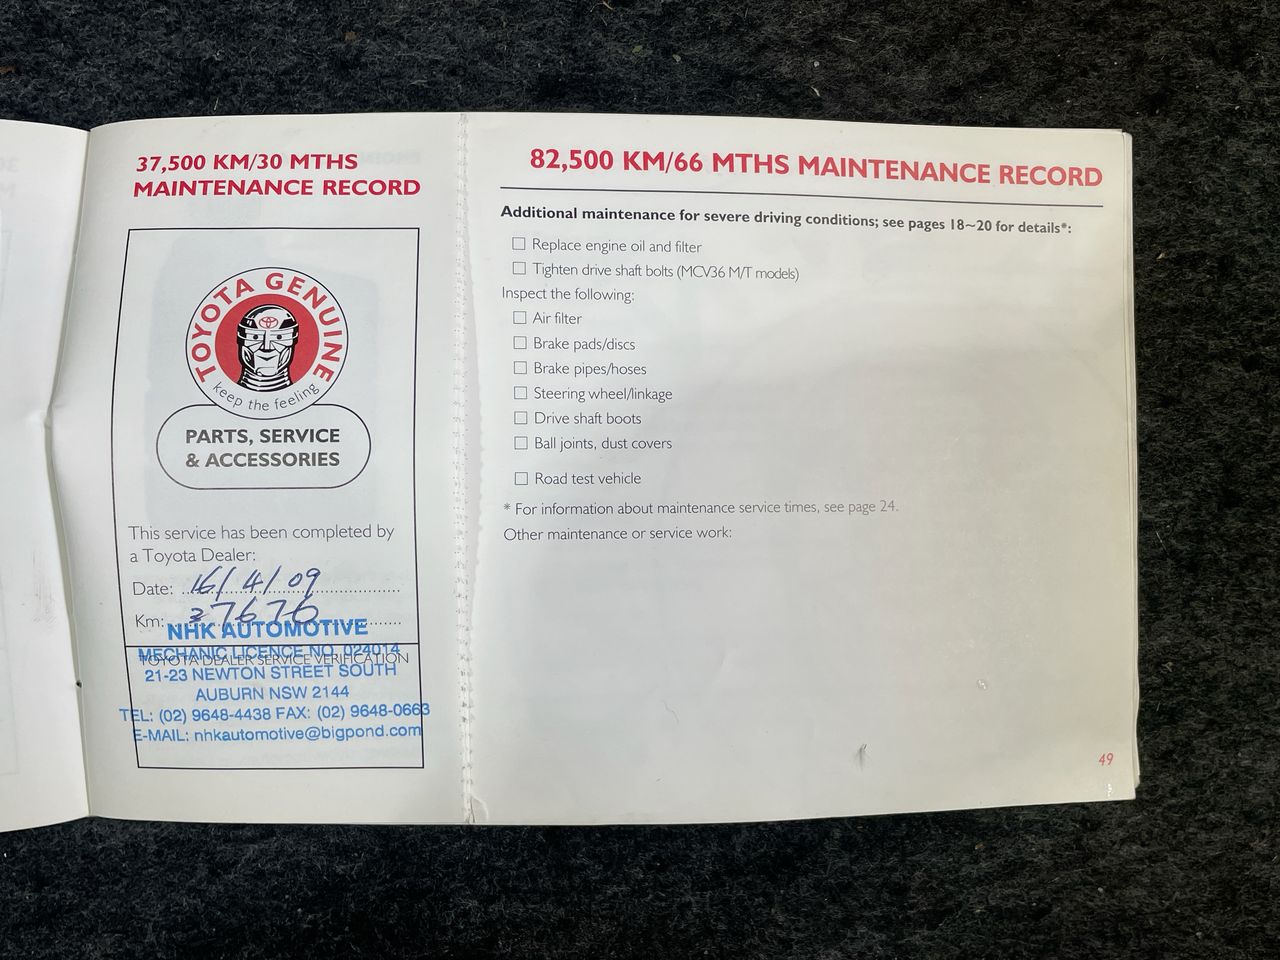 37,500 KM/30 MTHS
MAINTENANCE RECORD
TOYOTA GENUINE
keep the feeling
PARTS, SERVICE
& ACCESSORIES
This service has been completed by
a Toyota Dealer:
Date: 16/4/09
Km: 37676
NHK AUTOMOTIVE
MECHANIC LICENCE NO. 024014
TOYOTA DEALER SERVICE VERIFICATION
21-23 NEWTON STREET SOUTH
AUBURN NSW 2144
TEL: (02) 9648-4438 FAX: (02) 9648-0663
E-MAIL: nhkautomotive@bigpond.com
82,500 KM/66 MTHS MAINTENANCE RECORD
Additional maintenance for severe driving conditions; see pages 18~20 for details*:
☐ Replace engine oil and filter
☐ Tighten drive shaft bolts (MCV36 M/T models)
Inspect the following:
☐ Air filter
☐ Brake pads/discs
☐ Brake pipes/hoses
☐ Steering wheel/linkage
☐ Drive shaft boots
☐ Ball joints, dust covers
☐ Road test vehicle
* For information about maintenance service times, see page 24.
Other maintenance or service work:
49